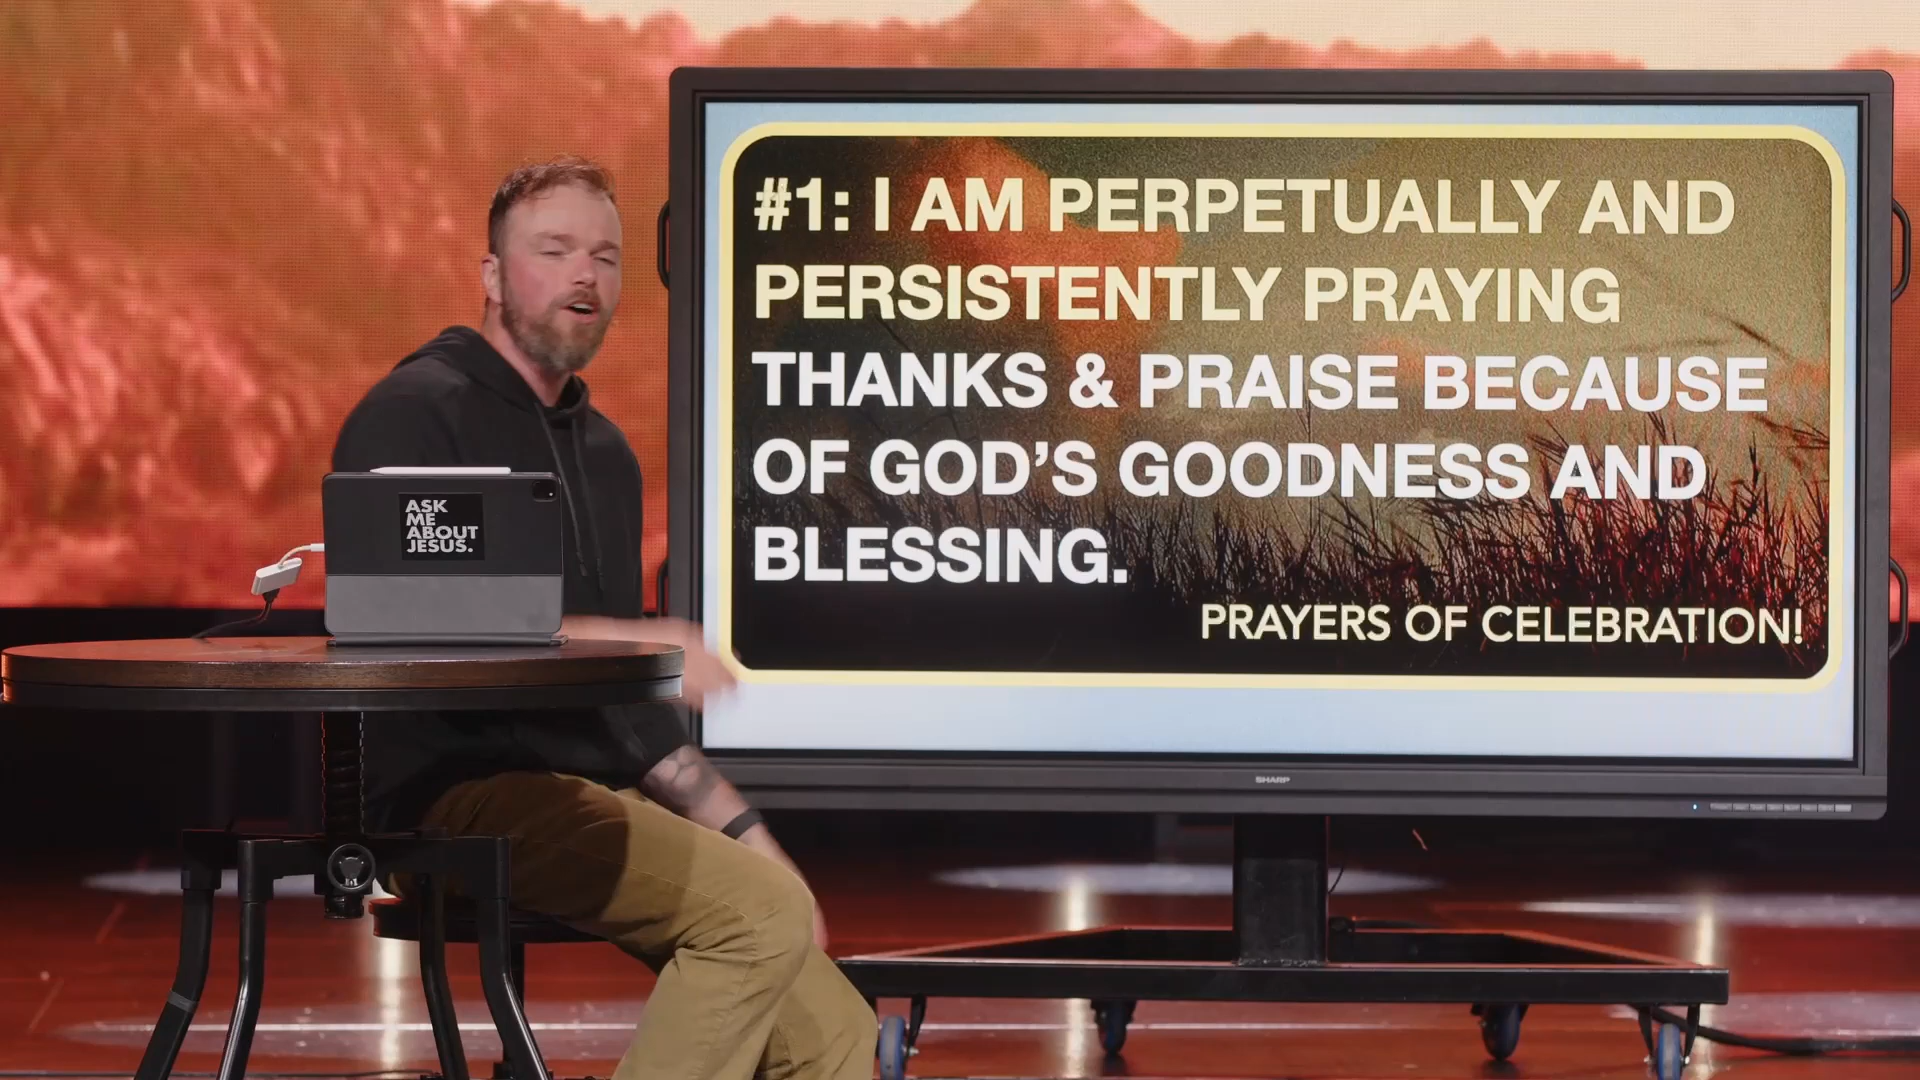 #1: I AM PERPETUALLY AND
PERSISTENTLY PRAYING
THANKS & PRAISE BECAUSE
OF GOD'S GOODNESS AND
BLESSING.
PRAYERS OF CELEBRATION!
ASK
ME
ABOUT
JESUS.
SHARP